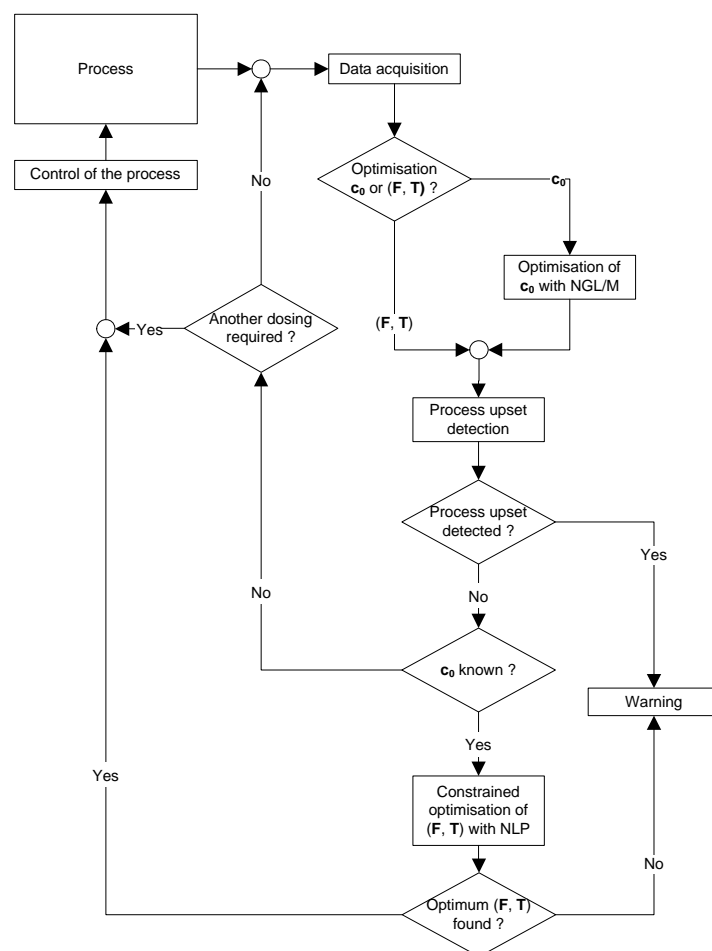 Process
Data acquisition
Control of the process
Optimisation
c₀ or (F, T) ?
No
c₀
Optimisation of
c₀ with NGL/M
Another dosing
required ?
Yes
(F, T)
Process upset
detection
Process upset
detected ?
Yes
No
No
c₀ known ?
Warning
Yes
Yes
Constrained
optimisation of
(F, T) with NLP
No
Optimum (F, T)
found ?